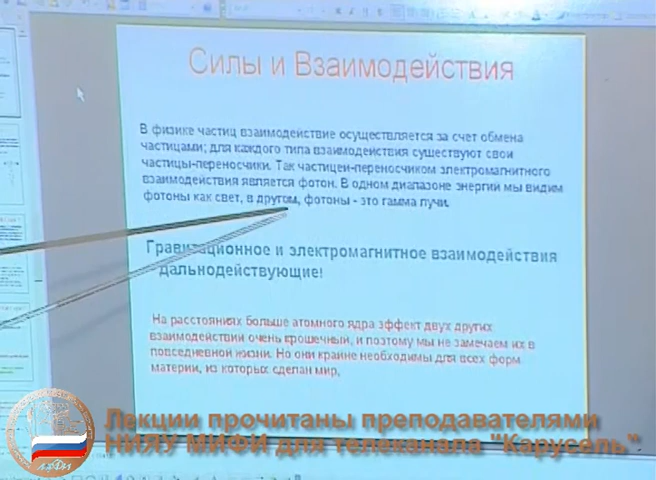 Силы и Взаимодействия
В физике частиц взаимодействие осуществляется за счет обмена
частицами; для каждого типа взаимодействия существуют свои
частицы-переносчики. Так частицей-переносчиком электромагнитного
взаимодействия является фотон. В одном диапазоне энергий мы видим
фотоны как свет, в другом, фотоны - это гамма лучи.
Гравитационное и электромагнитное взаимодействия
дальнодействующие!
На расстояниях больше атомного ядра эффект двух других
взаимодействий очень крошечный, и поэтому мы не замечаем их в
повседневной жизни. Но они крайне необходимы для всех форм
материи, из которых сделан мир,
Лекции прочитаны преподавателями
НИЯУ МИФИ для телеканала "Карусель"